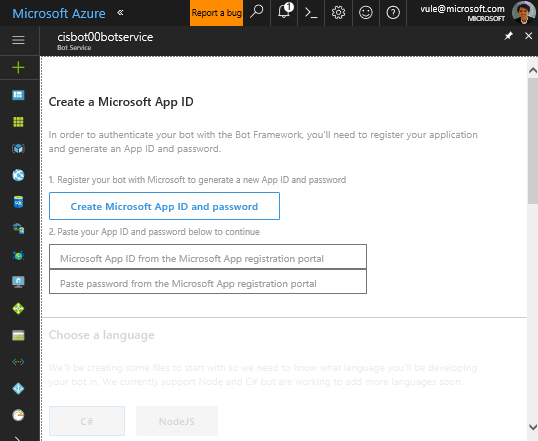 Microsoft Azure «
Report a bug
1
vule@microsoft.com
MICROSOFT
cisbot00botservice
Bot Service
Create a Microsoft App ID
In order to authenticate your bot with the Bot Framework, you'll need to register your application
and generate an App ID and password.
1. Register your bot with Microsoft to generate a new App ID and password
Create Microsoft App ID and password
2. Paste your App ID and password below to continue
Microsoft App ID from the Microsoft App registration portal
Paste password from the Microsoft App registration portal
Choose a language
We'll be creating some files to start with so we need to know what language you'll be developing
your bot in. We currently support Node and C# but are working to add more languages soon.
C#
NodeJS